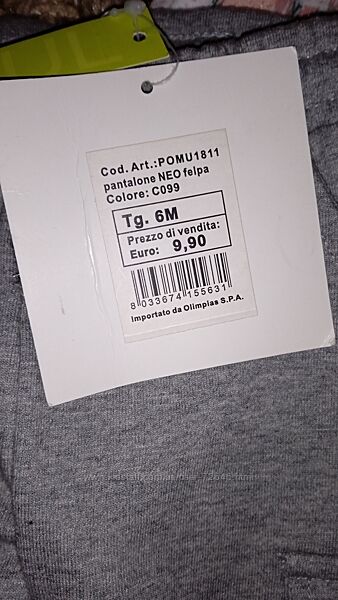 Cod. Art.:POMU1811
pantalone NEO felpa
Colore: C099
Tg. 6M
Prezzo di vendita:
Euro: 9,90
8 033674 155631
Importato da Olimpias S.P.A.